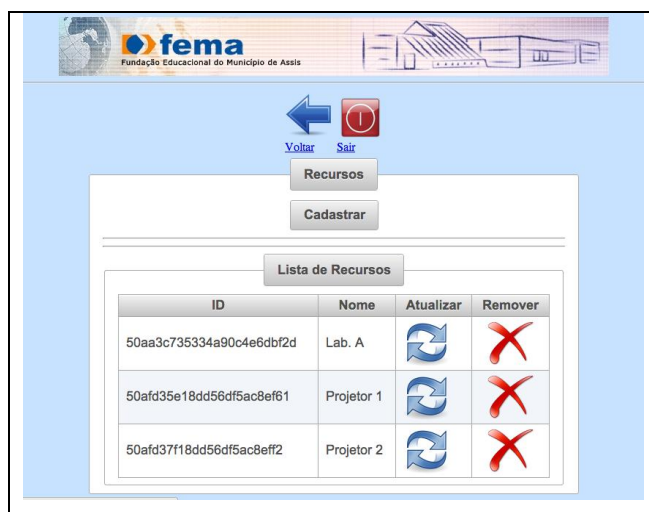 fema
Fundação Educacional do Município de Assis
Voltar Sair
Recursos
Cadastrar
Lista de Recursos
ID Nome Atualizar Remover
50aa3c735334a90c4e6dbf2d Lab. A
50afd35e18dd56df5ac8ef61 Projetor 1
50afd37f18dd56df5ac8eff2 Projetor 2